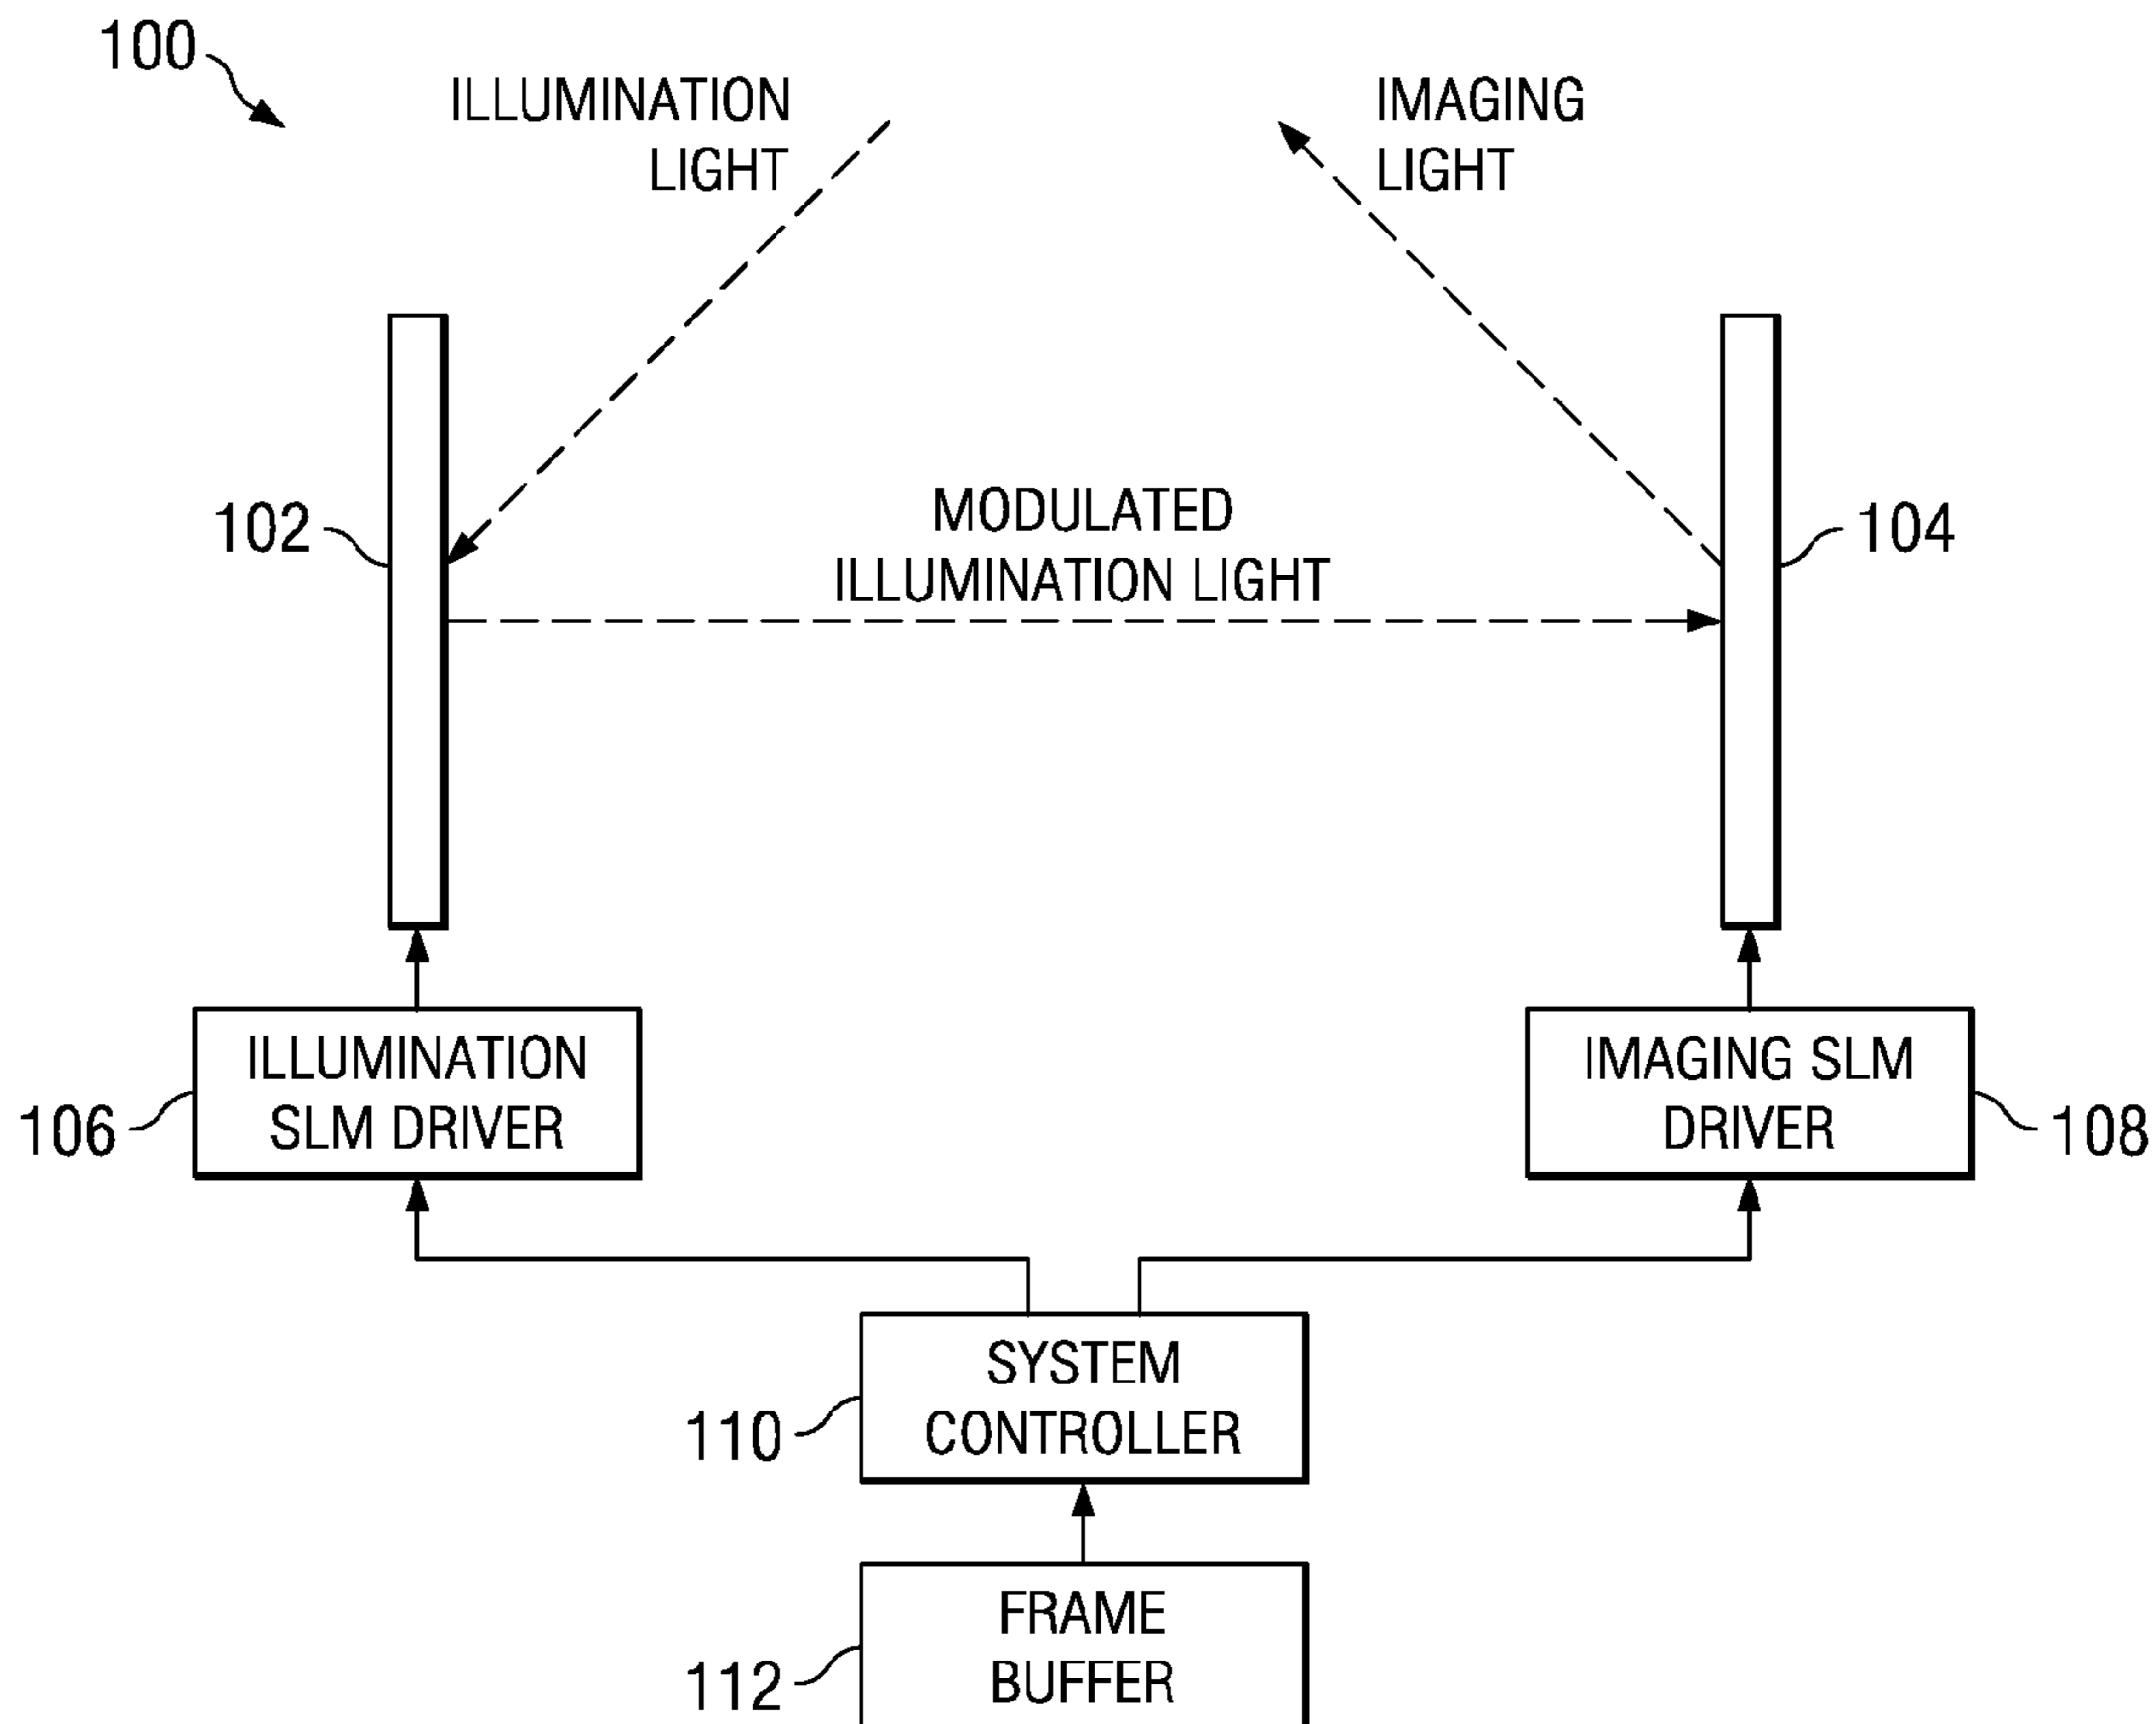 100
ILLUMINATION
LIGHT
IMAGING
LIGHT
102
MODULATED
ILLUMINATION LIGHT
104
ILLUMINATION
SLM DRIVER
106
IMAGING SLM
DRIVER
108
SYSTEM
CONTROLLER
110
FRAME
BUFFER
112